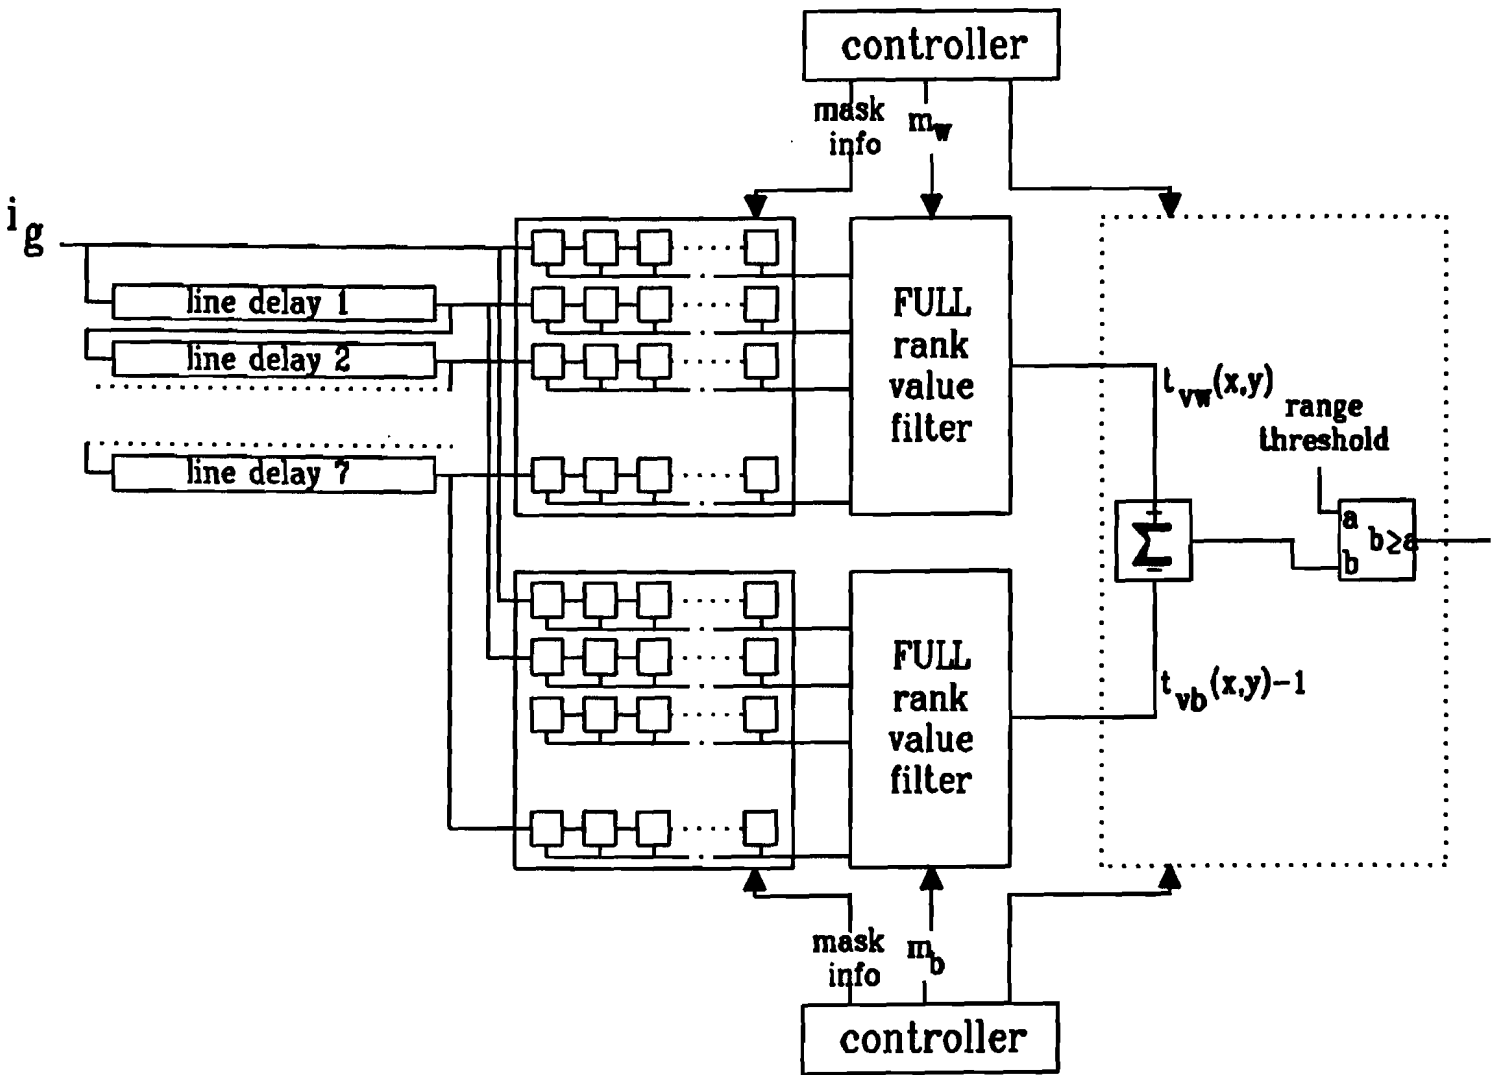 controller
mask
info
m_w
i_g
line delay 1
line delay 2
line delay 7
FULL
rank
value
filter
t_vw(x,y)
range
threshold
+
Σ
−
a
b
b≥a
FULL
rank
value
filter
t_vb(x,y)−1
mask
info
m_b
controller